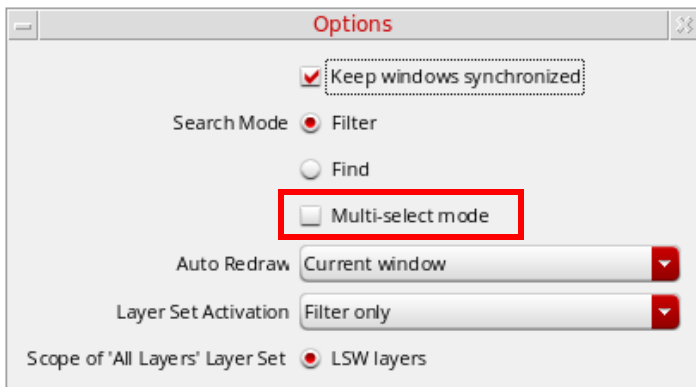 Options
Keep windows synchronized
Search Mode Filter
Find
Multi-select mode
Auto Redraw Current window
Layer Set Activation Filter only
Scope of 'All Layers' Layer Set LSW layers